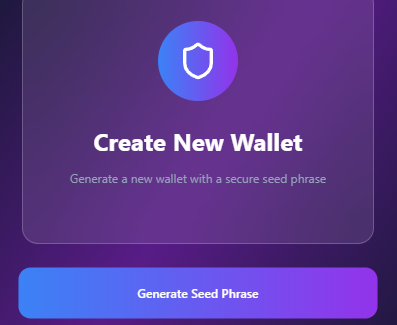 Create New Wallet
Generate a new wallet with a secure seed phrase
Generate Seed Phrase